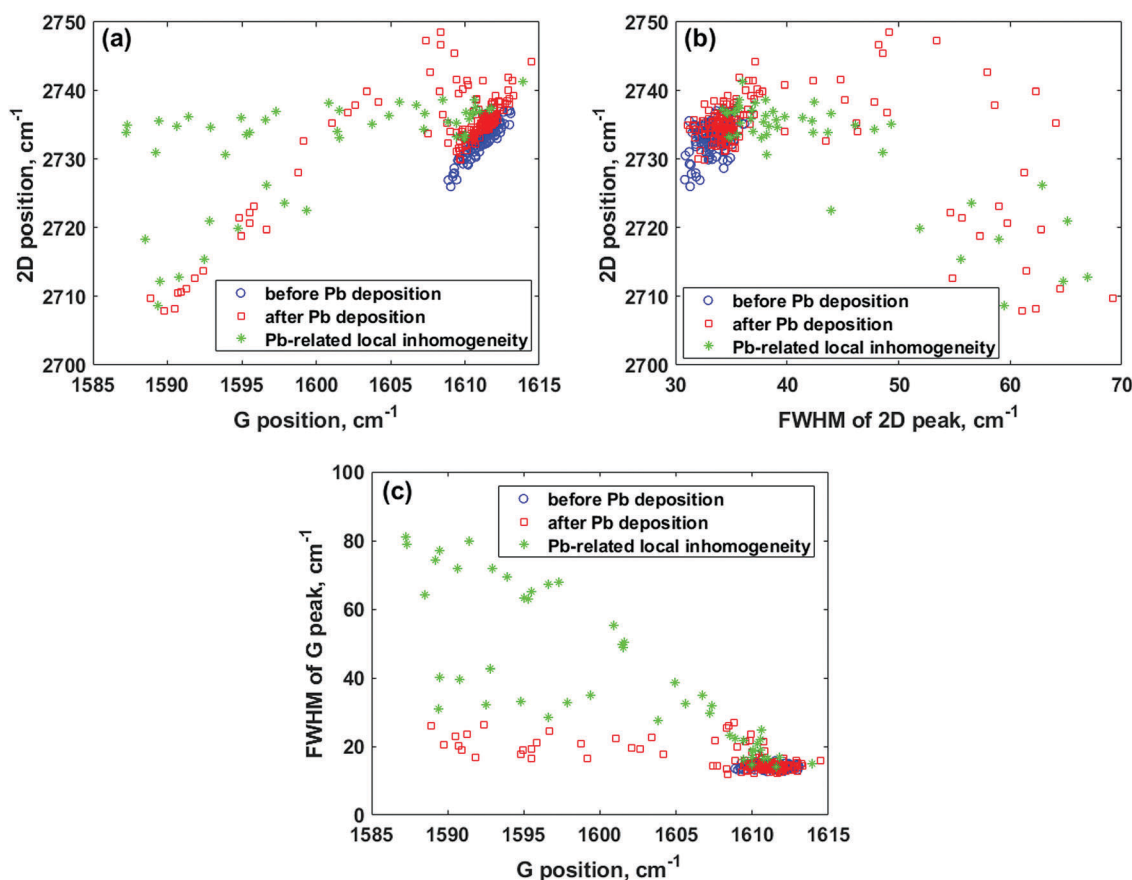 (a)
2750
2740
2730
2720
2710
2700
2D position, cm-1
before Pb deposition
after Pb deposition
Pb-related local inhomogeneity
1585 1590 1595 1600 1605 1610 1615
G position, cm-1
(b)
2750
2740
2730
2720
2710
2700
2D position, cm-1
before Pb deposition
after Pb deposition
Pb-related local inhomogeneity
30 40 50 60 70
FWHM of 2D peak, cm-1
(c)
100
80
60
40
20
0
FWHM of G peak, cm-1
before Pb deposition
after Pb deposition
Pb-related local inhomogeneity
1585 1590 1595 1600 1605 1610 1615
G position, cm-1